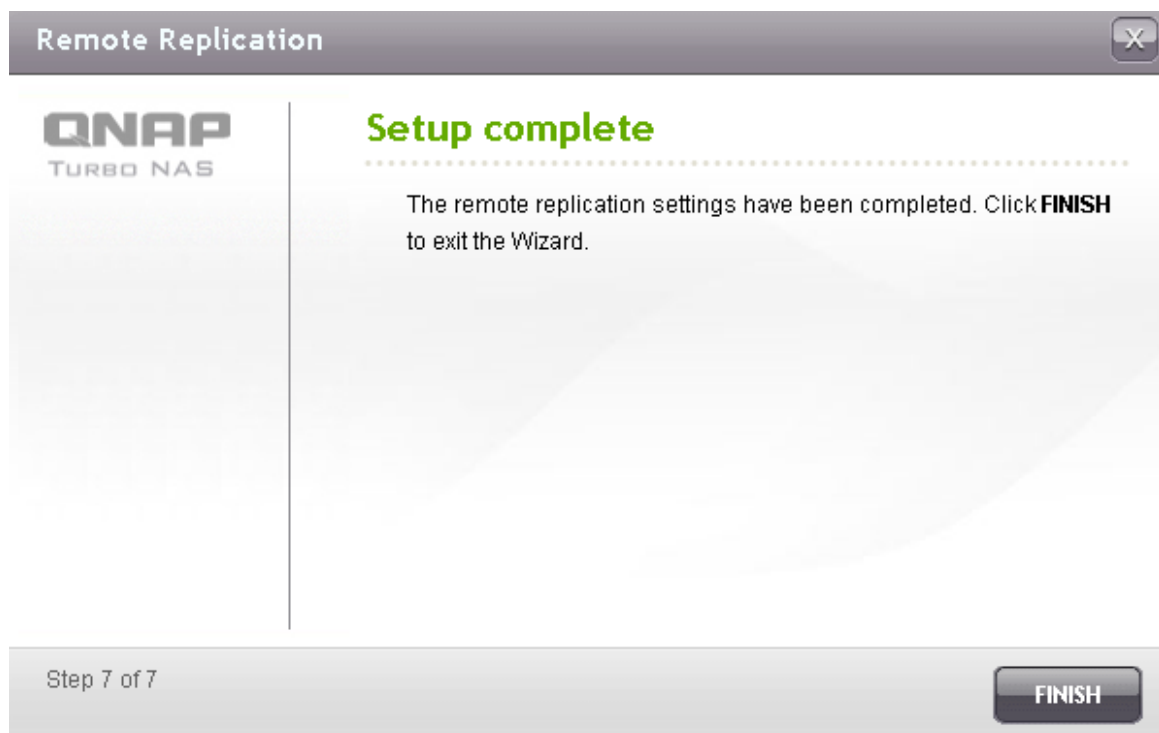 Remote Replication
X
QNAP
TURBO NAS
Setup complete
The remote replication settings have been completed. Click FINISH
to exit the Wizard.
Step 7 of 7
FINISH